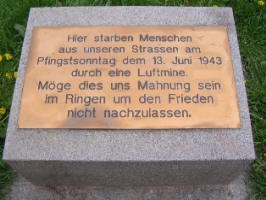 Hier starben Menschen
aus unseren Strassen am
Pfingstsonntag dem 13. Juni 1943
durch eine Luftmine.
Möge dies uns Mahnung sein
im Ringen um den Frieden
nicht nachzulassen.